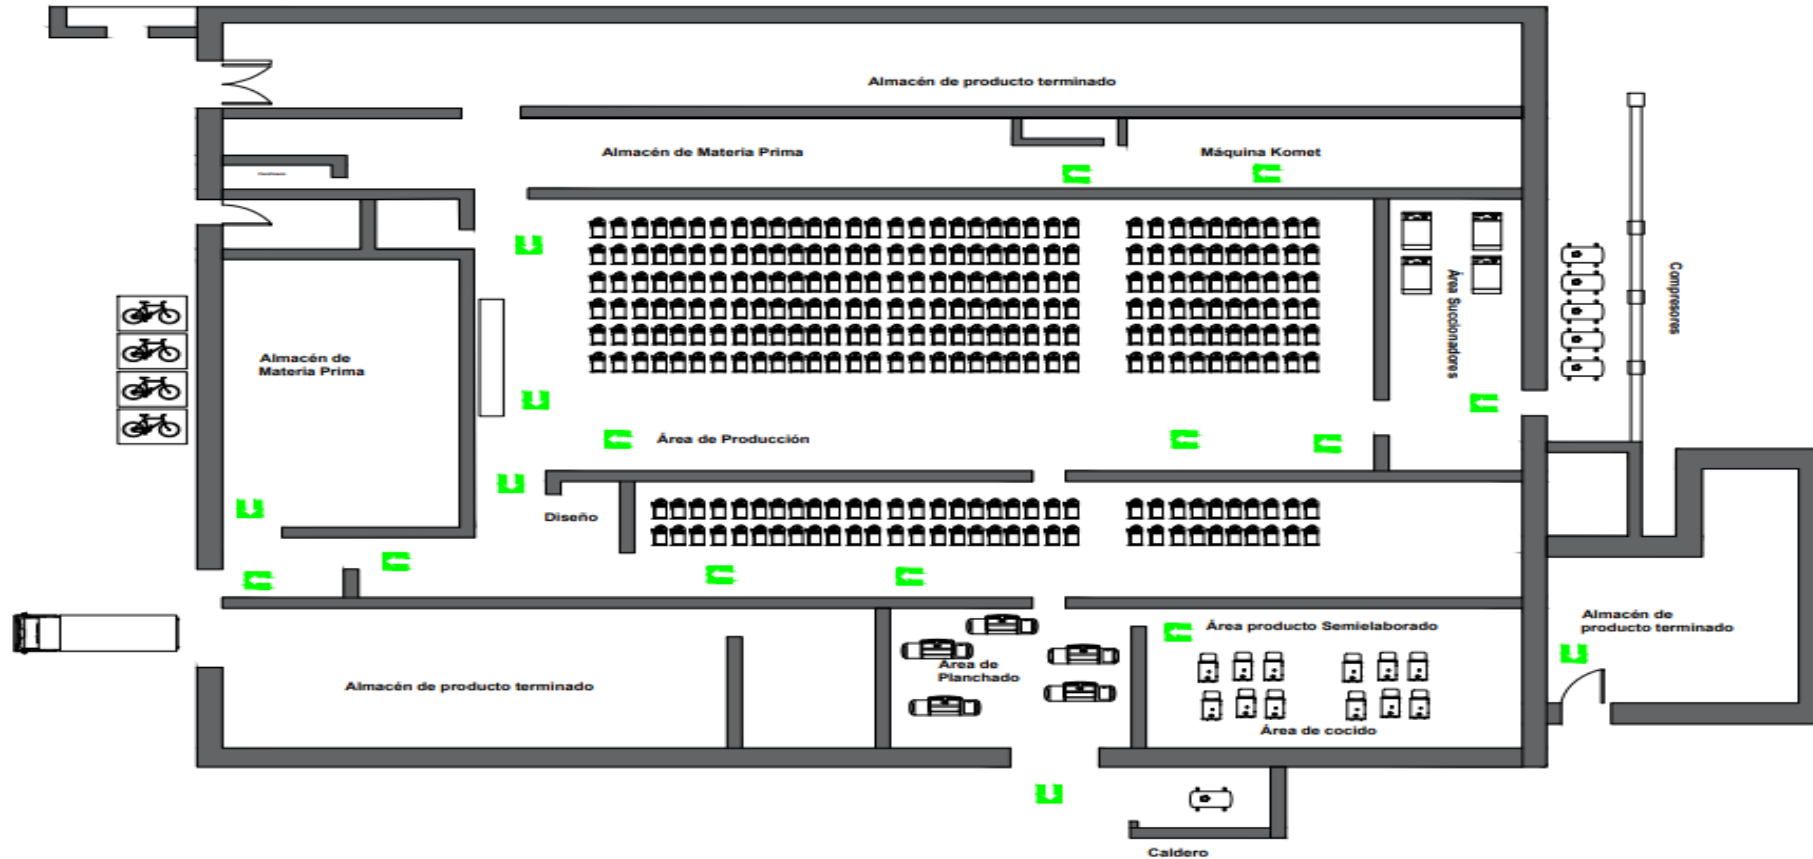 Almacén de producto terminado
Almacén de Materia Prima
Máquina Komet
Área Succionadores
Compresores
Almacén de
Materia Prima
Área de Producción
Diseño
Área producto Semielaborado
Almacén de
producto terminado
Área de
Planchado
Almacén de producto terminado
Área de cocido
Caldero